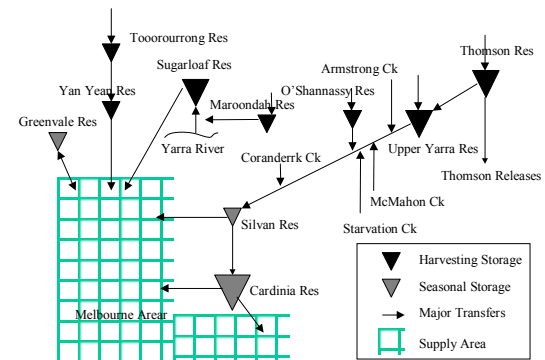 Tooorourrong Res
Thomson Res
Sugarloaf Res
Armstrong Ck
Yan Yean Res
O'Shannassy Res
Maroondah Res
Greenvale Res
Yarra River
Upper Yarra Res
Coranderrk Ck
Thomson Releases
McMahon Ck
Silvan Res
Starvation Ck
Harvesting Storage
Seasonal Storage
Cardinia Res
Major Transfers
Melbourne Arear
Supply Area